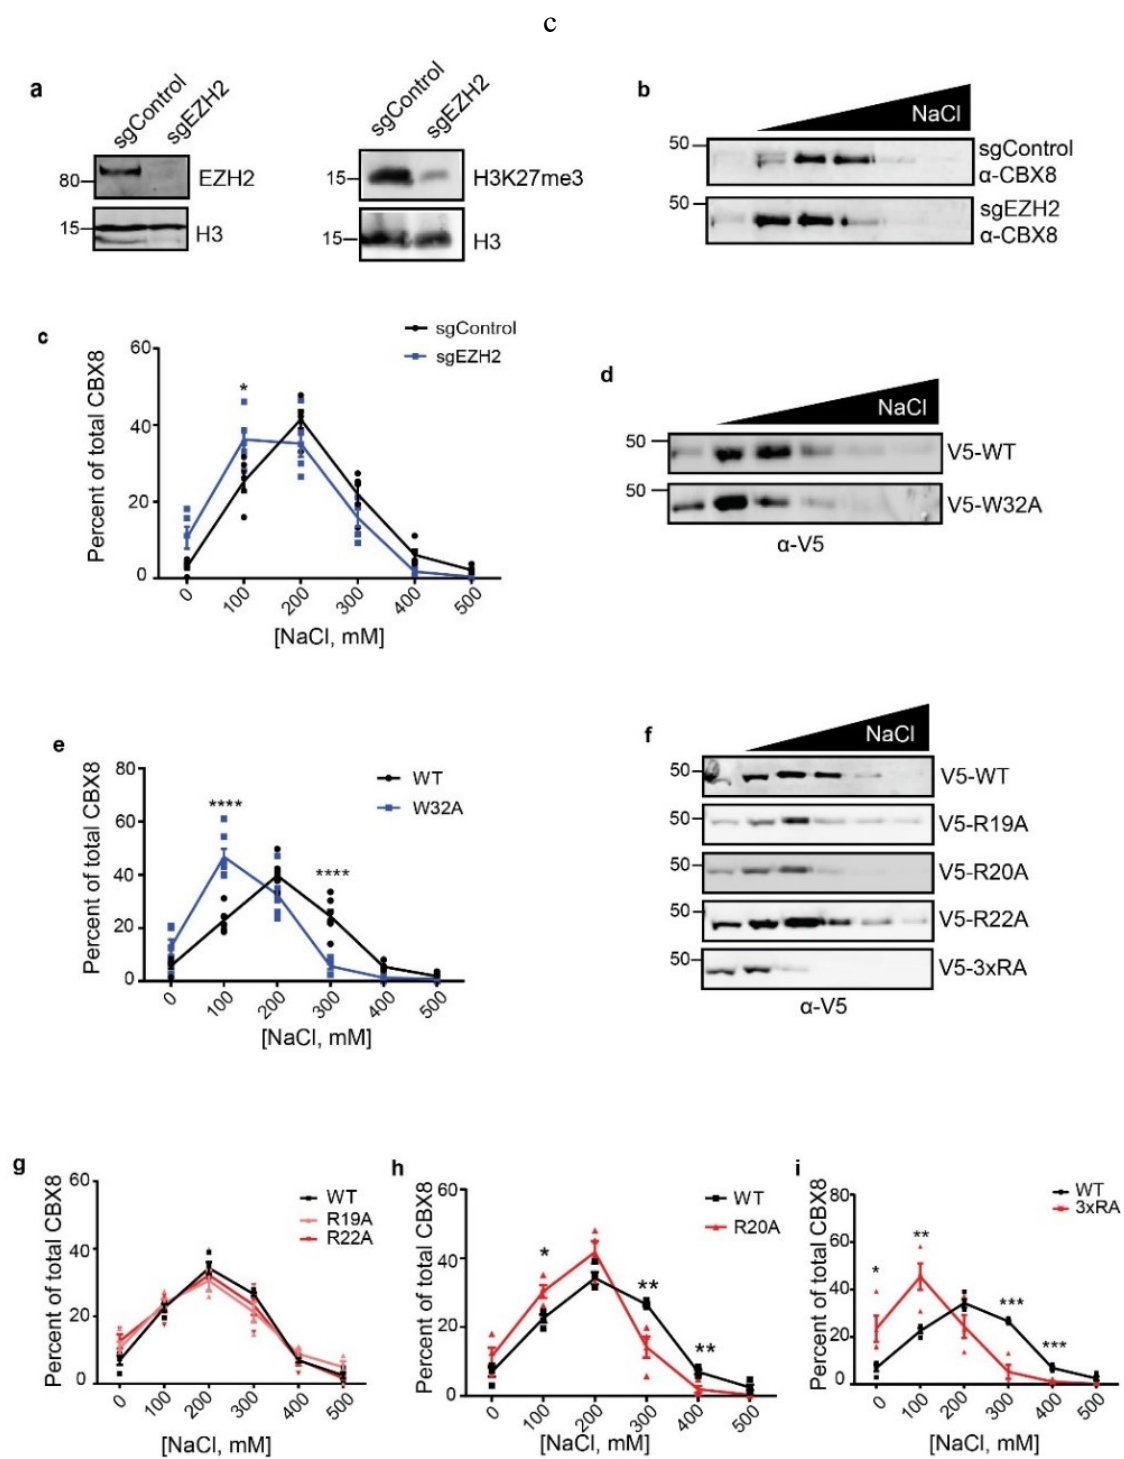 c
a
sgControl
sgEZH2
80
EZH2
15
H3
sgControl
sgEZH2
15
H3K27me3
15
H3
b
NaCl
50
sgControl
α-CBX8
50
sgEZH2
α-CBX8
c
sgControl
sgEZH2
Percent of total CBX8
60
40
20
0
*
0 100 200 300 400 500
[NaCl, mM]
d
NaCl
50
V5-WT
50
V5-W32A
α-V5
e
WT
W32A
Percent of total CBX8
80
60
40
20
0
****
****
0 100 200 300 400 500
[NaCl, mM]
f
NaCl
50
V5-WT
50
V5-R19A
50
V5-R20A
50
V5-R22A
50
V5-3xRA
α-V5
g
WT
R19A
R22A
Percent of total CBX8
60
40
20
0
0 100 200 300 400 500
[NaCl, mM]
h
WT
R20A
Percent of total CBX8
60
40
20
0
*
**
**
0 100 200 300 400 500
[NaCl, mM]
i
WT
3xRA
Percent of total CBX8
80
60
40
20
0
*
**
***
***
0 100 200 300 400 500
[NaCl, mM]